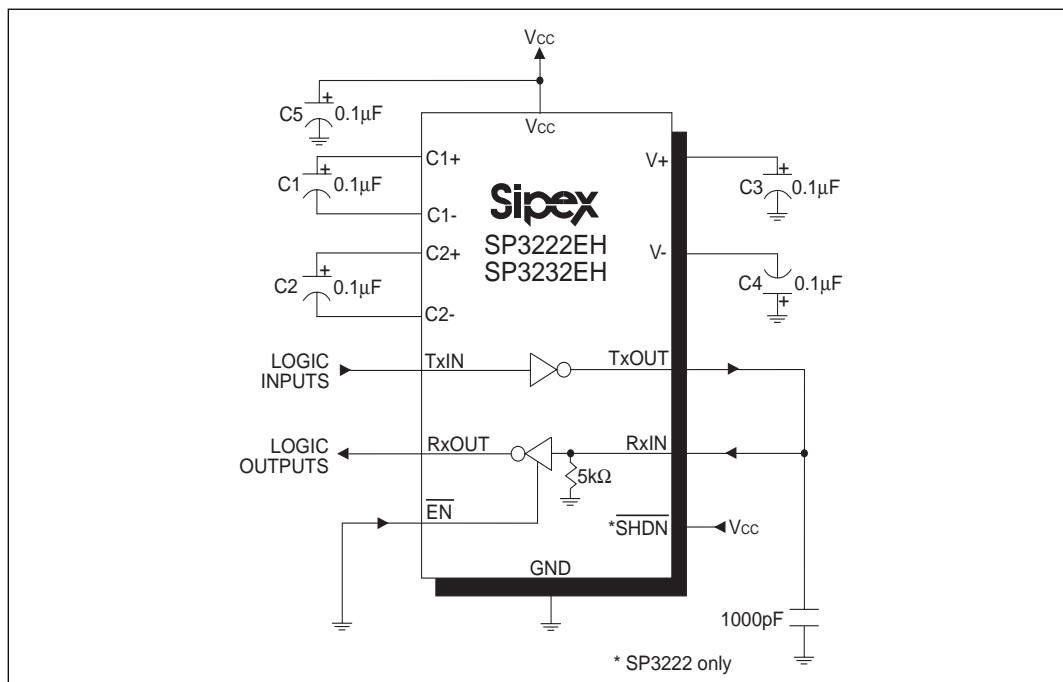 Vcc
C5
+
0.1µF
Vcc
C1
+
0.1µF
C1+
C1-
C2
+
0.1µF
C2+
C2-
Sipex
SP3222EH
SP3232EH
V+
C3
+
0.1µF
V-
C4
+
0.1µF
LOGIC
INPUTS
TxIN
TxOUT
LOGIC
OUTPUTS
RxOUT
RxIN
5kΩ
EN
*SHDN
Vcc
GND
1000pF
* SP3222 only